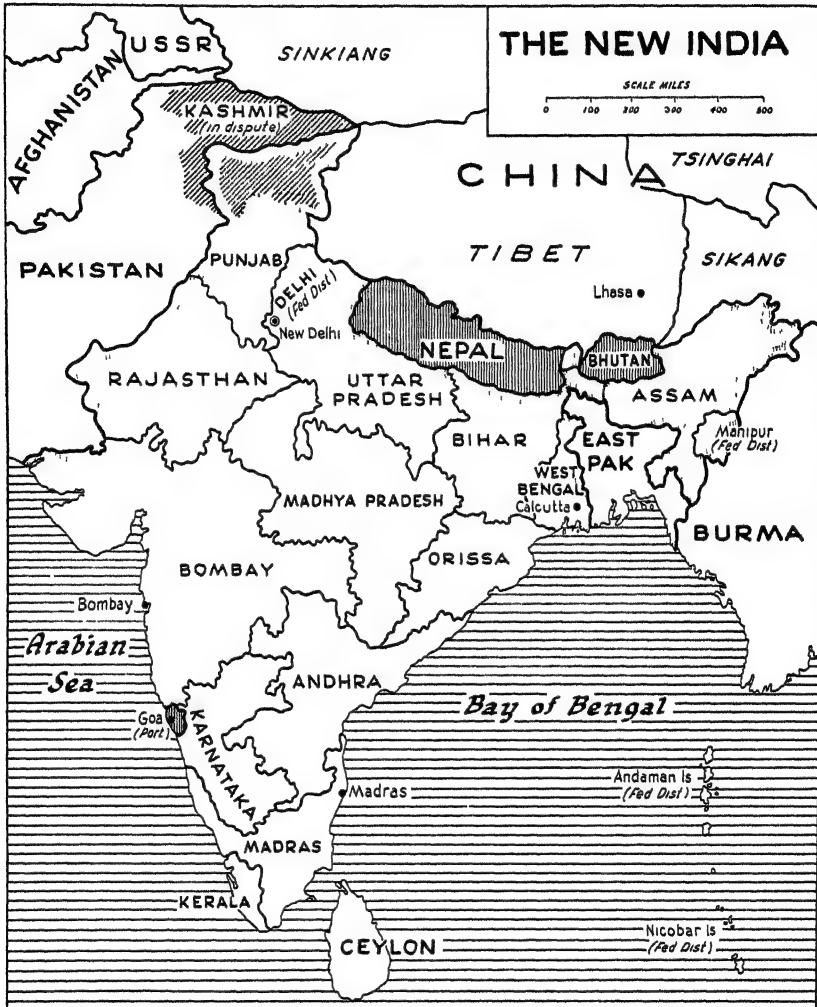 THE NEW INDIA
SCALE MILES
0 100 200 300 400 500
USSR
SINKIANG
AFGHANISTAN
KASHMIR
(in dispute)
TSINGHAI
CHINA
TIBET
SIKANG
PAKISTAN
PUNJAB
DELHI
(Fed Dist)
New Delhi
Lhasa
NEPAL
BHUTAN
RAJASTHAN
UTTAR
PRADESH
ASSAM
BIHAR
EAST
PAK
Manipur
(Fed Dist)
WEST
BENGAL
Calcutta
MADHYA PRADESH
BURMA
ORISSA
BOMBAY
Bombay
Arabian
Sea
ANDHRA
Bay of Bengal
Goa
(Port)
KARNATAKA
Andaman Is
(Fed Dist)
Madras
MADRAS
KERALA
CEYLON
Nicobar Is
(Fed Dist)